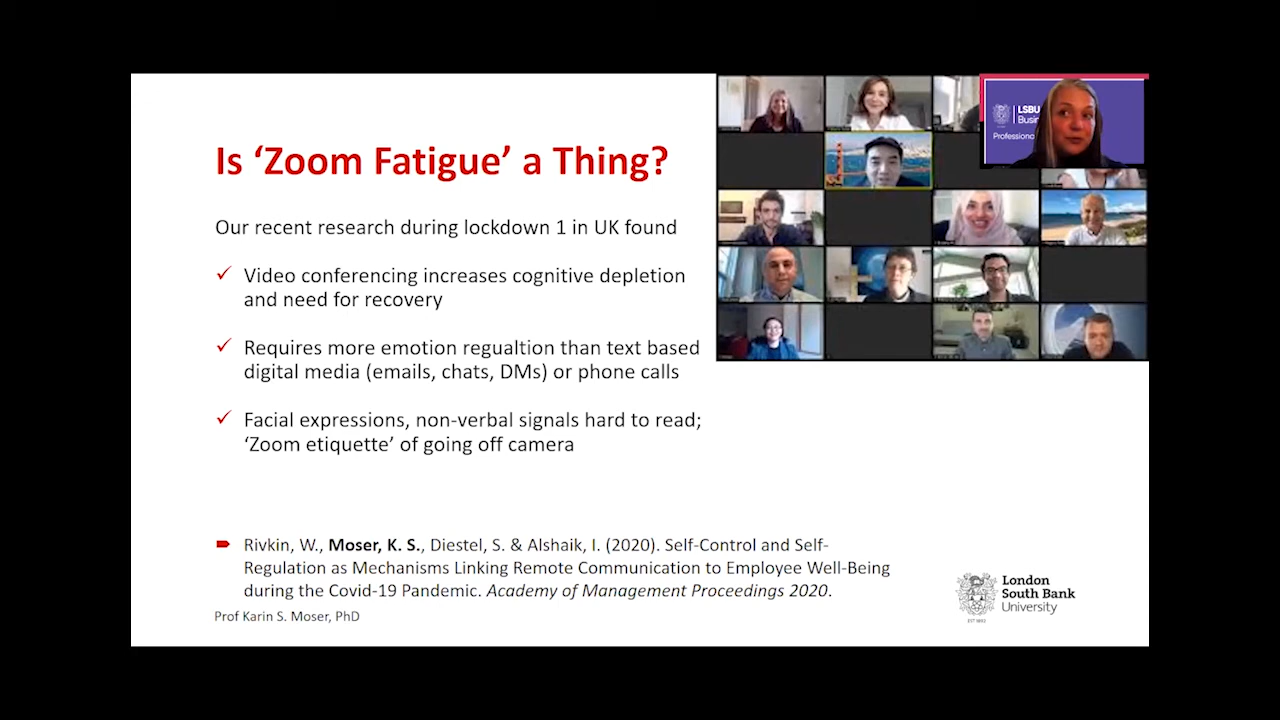 Is ‘Zoom Fatigue’ a Thing?
Our recent research during lockdown 1 in UK found
✓ Video conferencing increases cognitive depletion
and need for recovery
✓ Requires more emotion regualtion than text based
digital media (emails, chats, DMs) or phone calls
✓ Facial expressions, non-verbal signals hard to read;
‘Zoom etiquette’ of going off camera
Rivkin, W., Moser, K. S., Diestel, S. & Alshaik, I. (2020). Self-Control and Self-
Regulation as Mechanisms Linking Remote Communication to Employee Well-Being
during the Covid-19 Pandemic. Academy of Management Proceedings 2020.
Prof Karin S. Moser, PhD
LSBU
Professional
London
South Bank
University
EST 1892